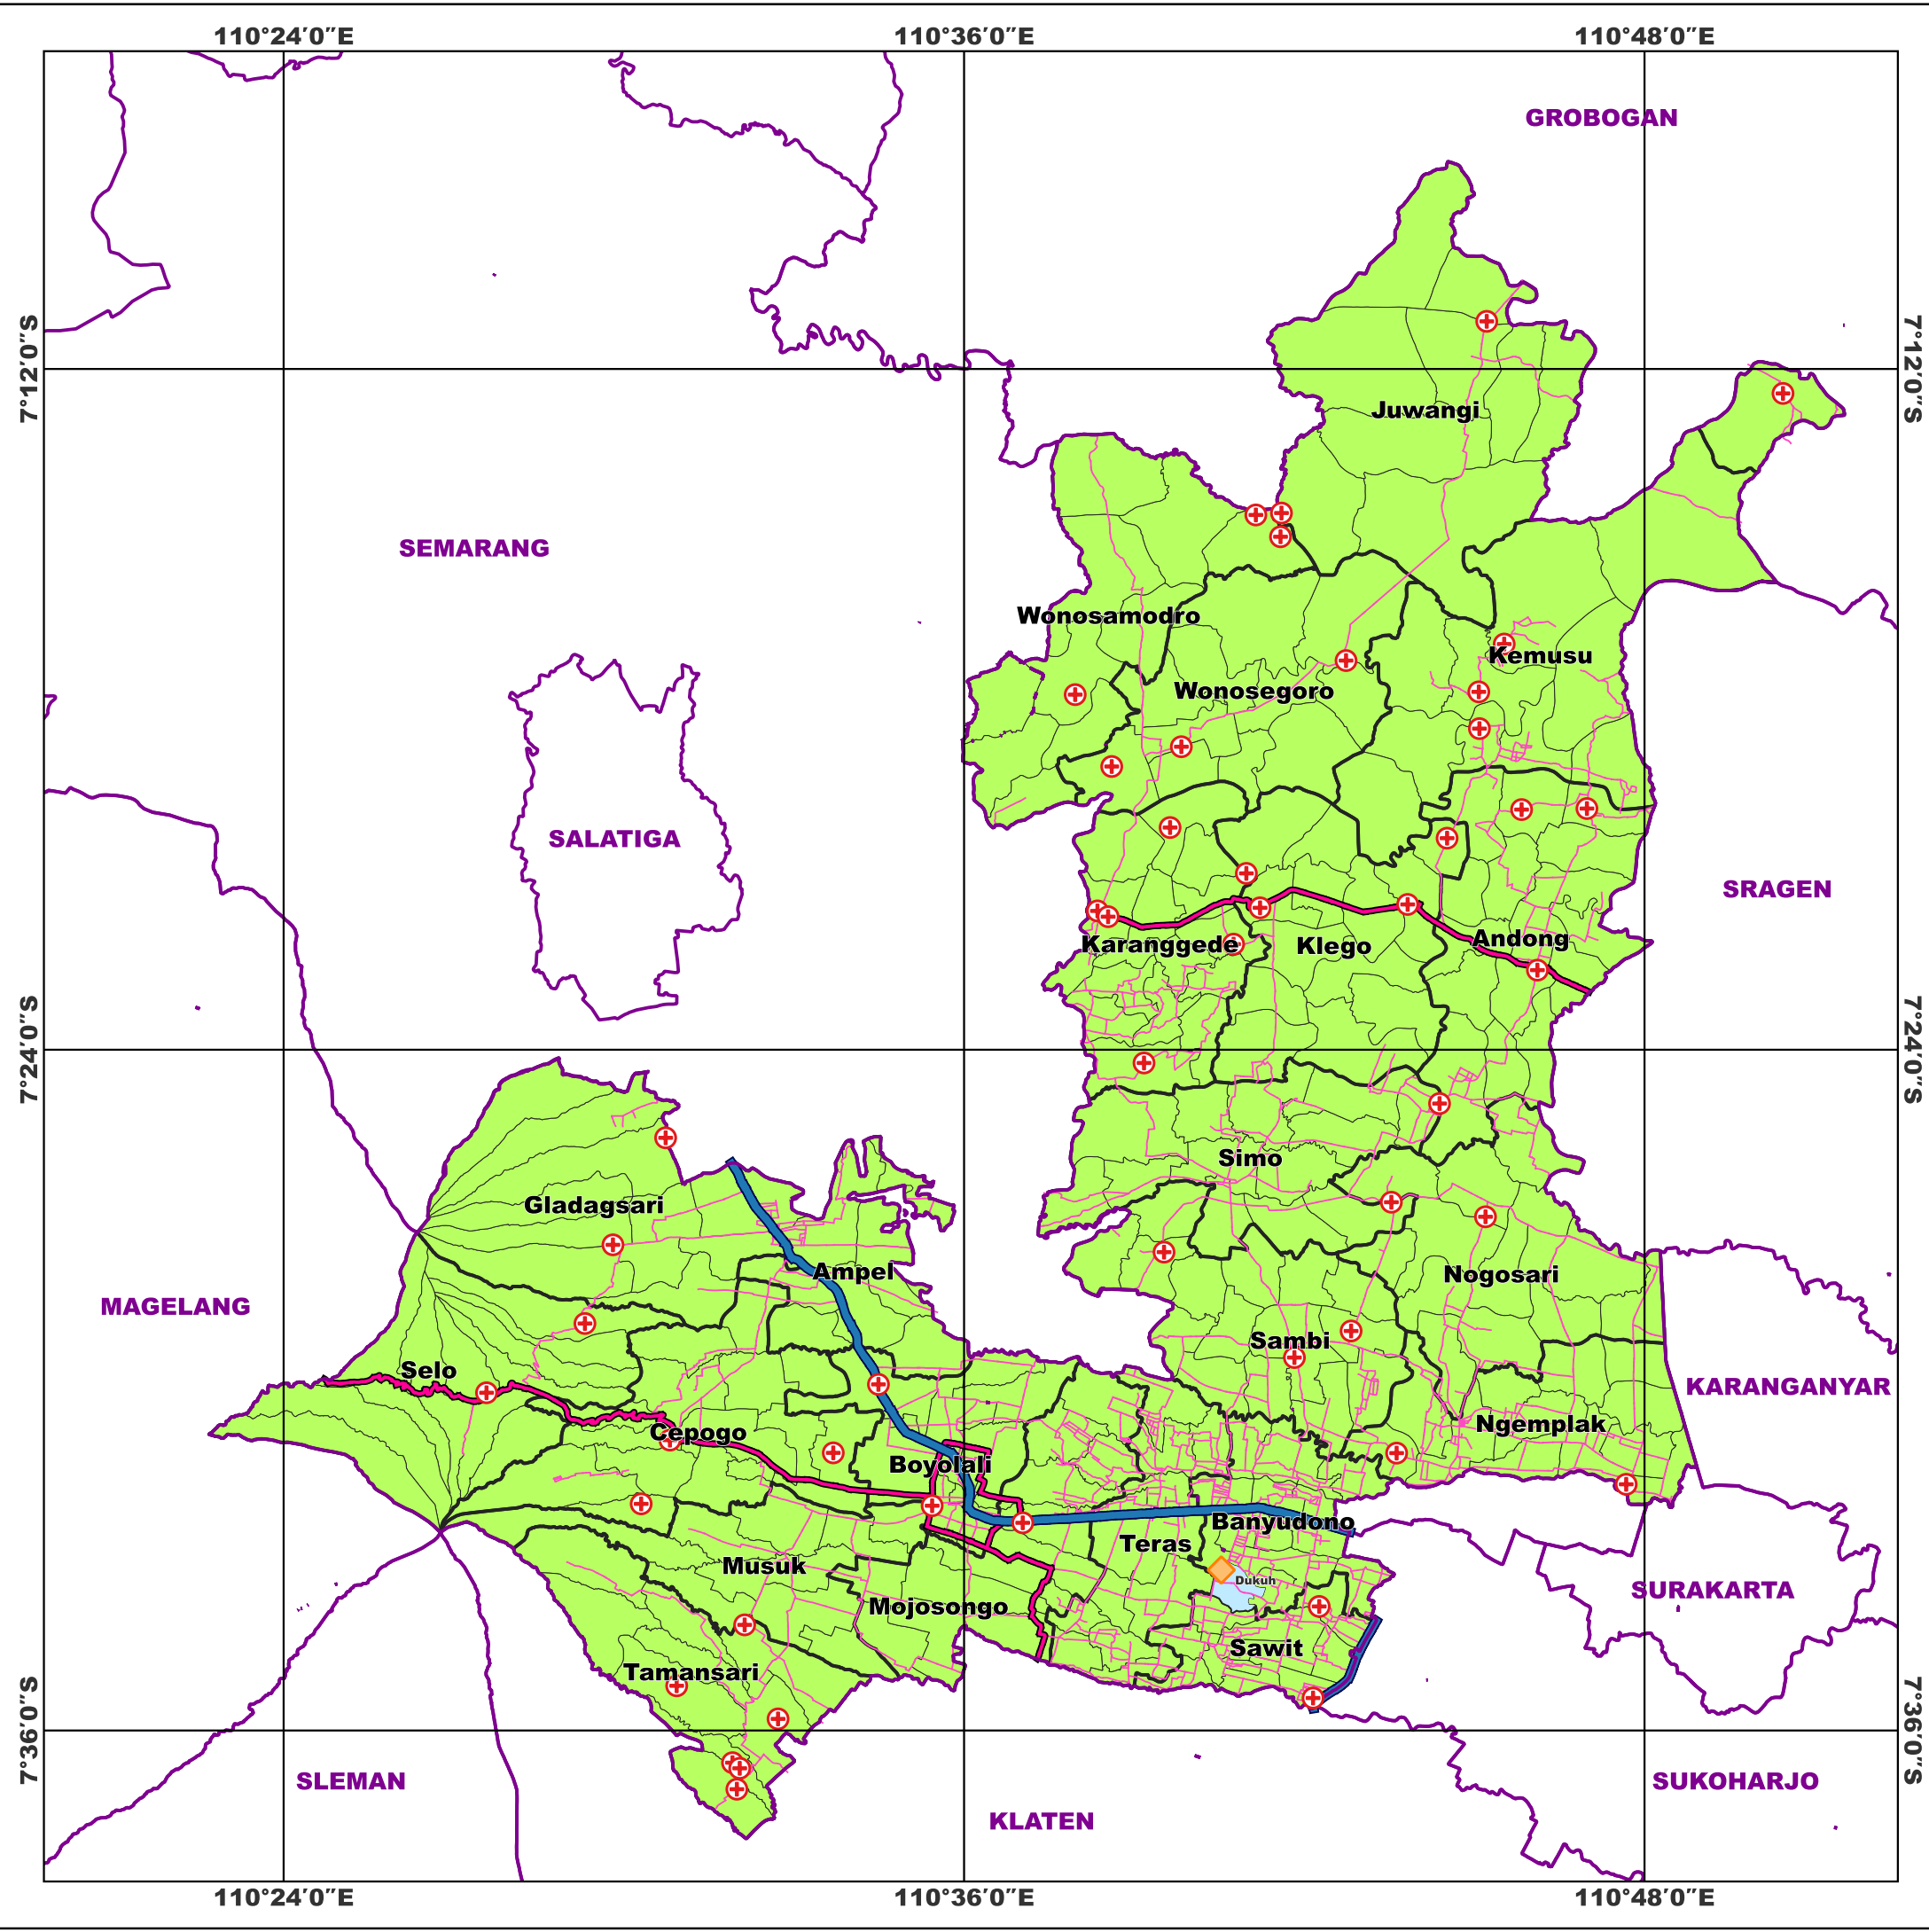 110°24′0″E 110°36′0″E 110°48′0″E
GROBOGAN
7°12′0″S 7°12′0″S
Juwangi
SEMARANG
Wonosamodro
Kemusu
Wonosegoro
SALATIGA
SRAGEN
Andong
Karanggede
Klego
7°24′0″S 7°24′0″S
Simo
Gladagsari
Ampel
Nogosari
MAGELANG
Sambi
Selo
KARANGANYAR
Ngemplak
Cepogo
Boyolali
Banyudono
Teras
Musuk
Dukuh
SURAKARTA
Mojosongo
Sawit
Tamansari
7°36′0″S 7°36′0″S
SLEMAN
SUKOHARJO
KLATEN
110°24′0″E 110°36′0″E 110°48′0″E